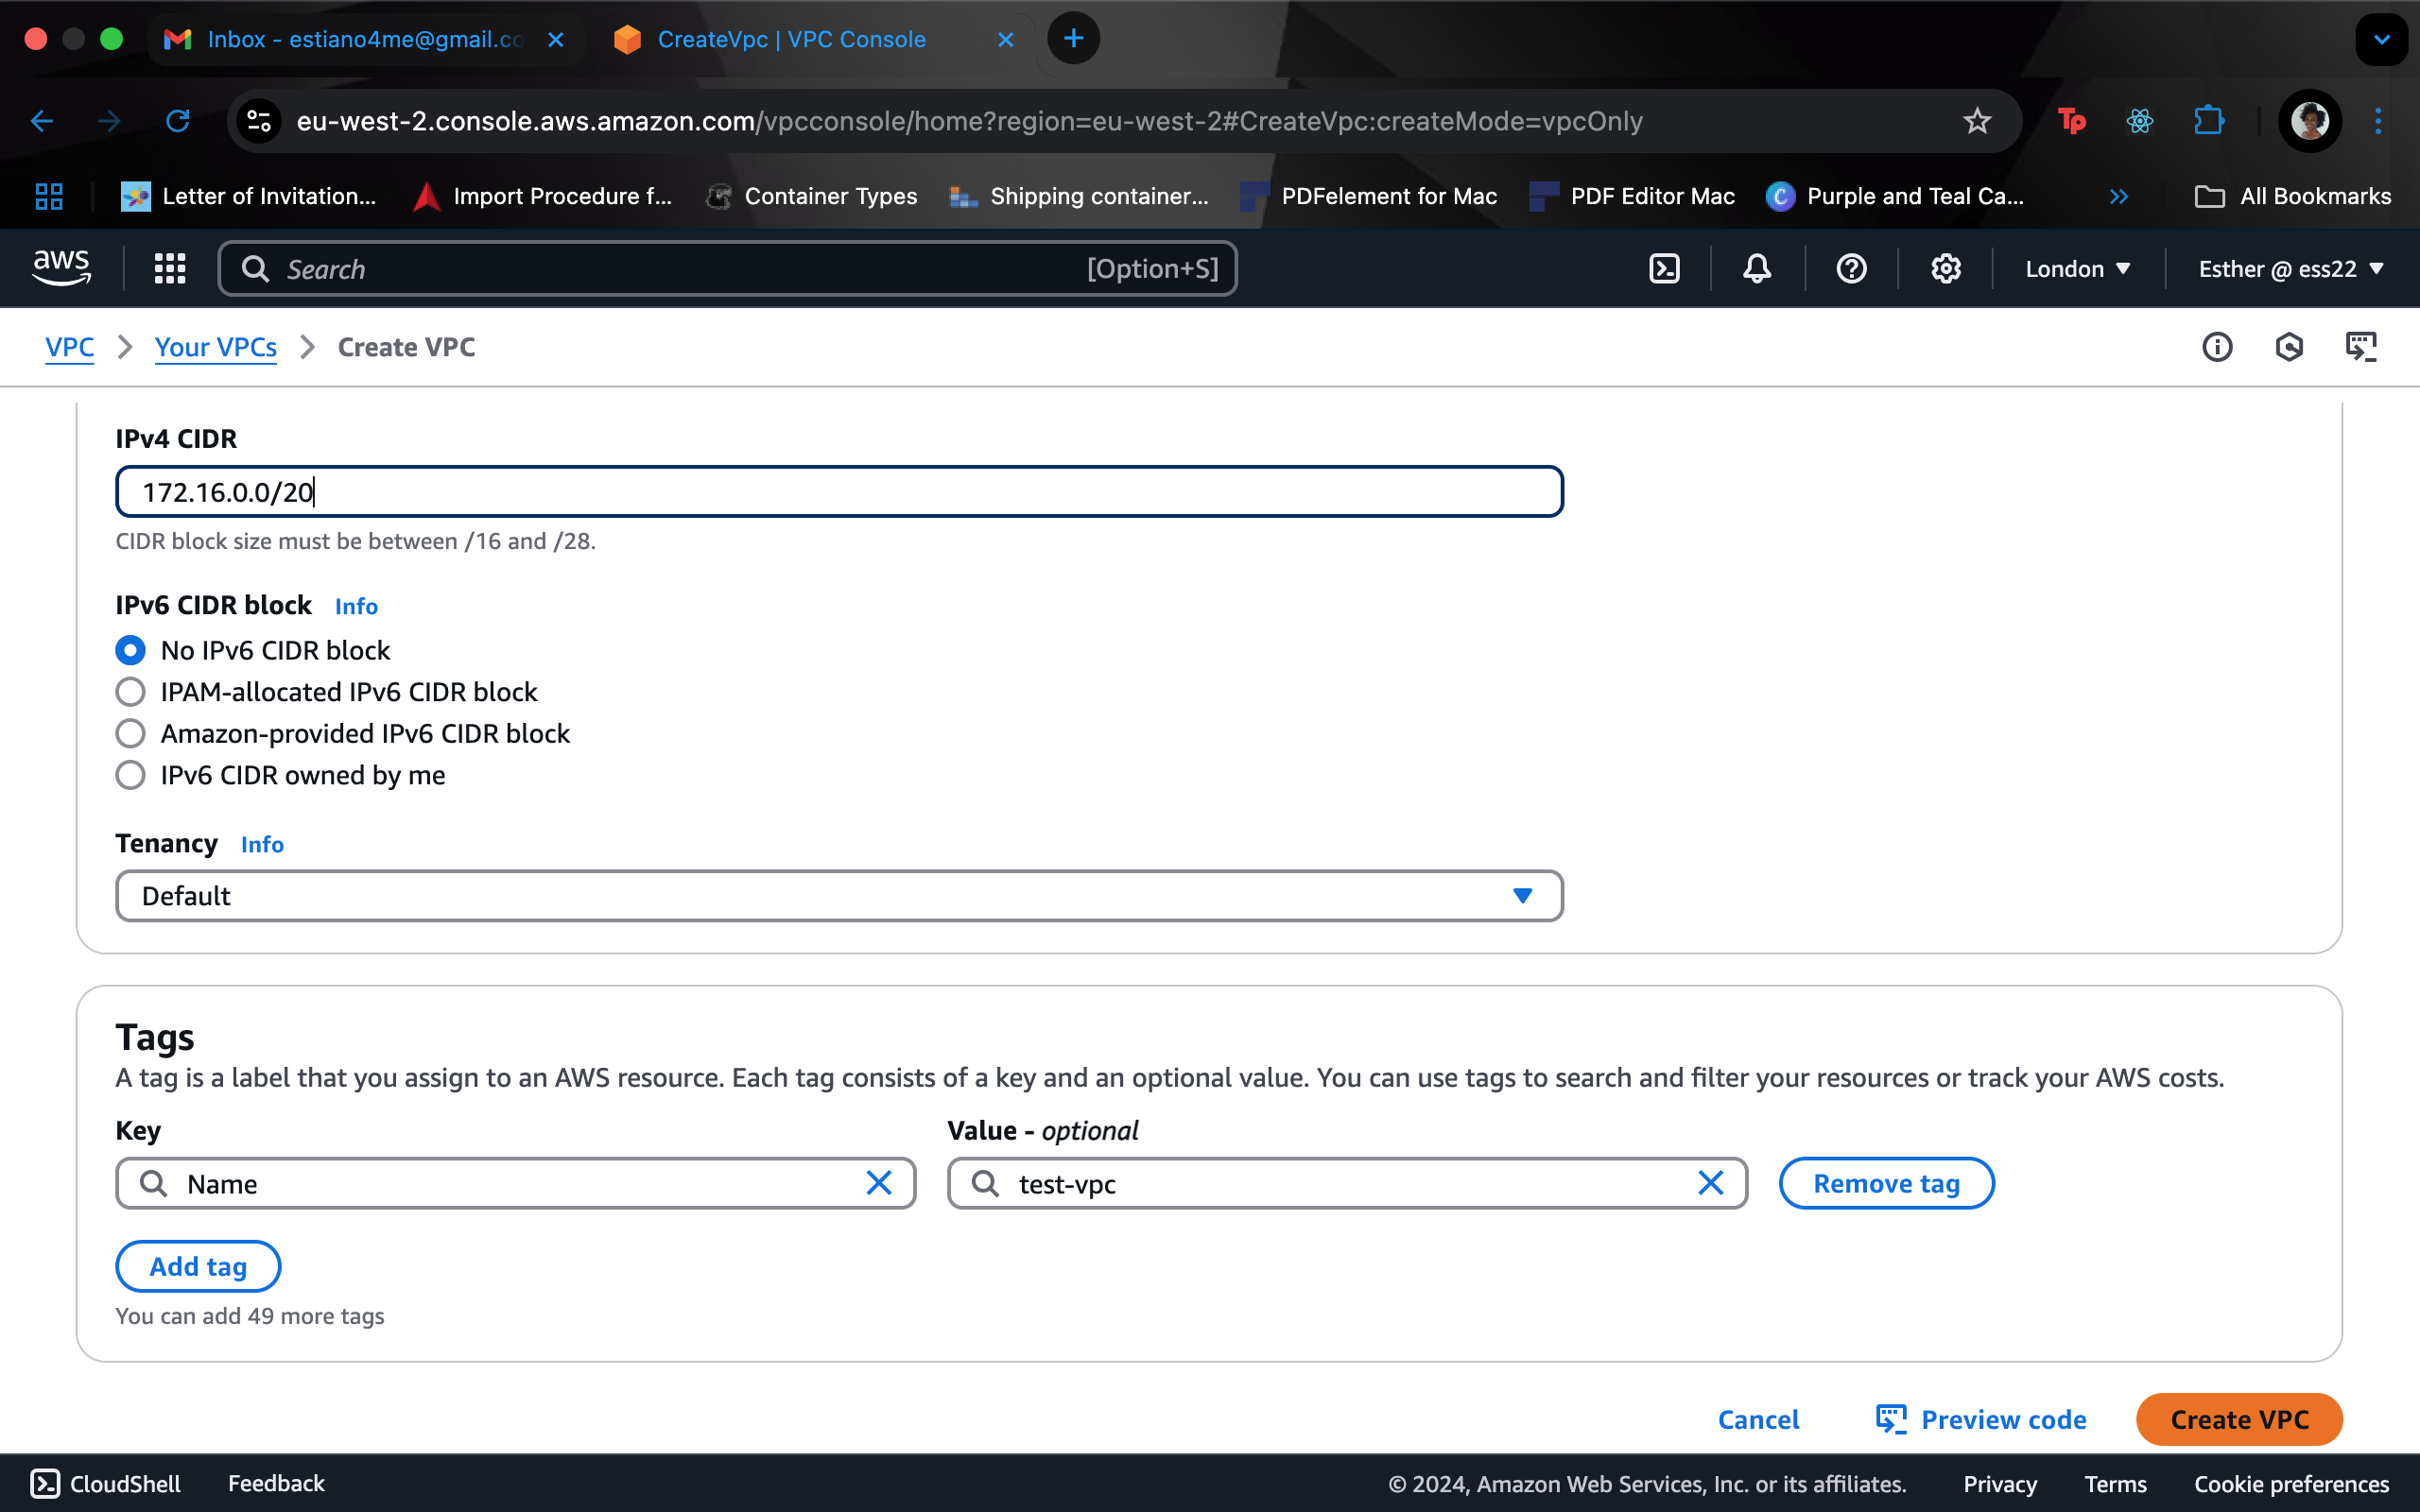 Inbox - estiano4me@gmail.co
CreateVpc | VPC Console
eu-west-2.console.aws.amazon.com/vpcconsole/home?region=eu-west-2#CreateVpc:createMode=vpcOnly
Tp
Letter of Invitation...
Import Procedure f...
Container Types
Shipping container...
PDFelement for Mac
PDF Editor Mac
C
Purple and Teal Ca...
All Bookmarks
aws
Search
[Option+S]
London
Esther @ ess22
VPC
Your VPCs
Create VPC
IPv4 CIDR
172.16.0.0/20
CIDR block size must be between /16 and /28.
IPv6 CIDR block Info
No IPv6 CIDR block
IPAM-allocated IPv6 CIDR block
Amazon-provided IPv6 CIDR block
IPv6 CIDR owned by me
Tenancy Info
Default
Tags
A tag is a label that you assign to an AWS resource. Each tag consists of a key and an optional value. You can use tags to search and filter your resources or track your AWS costs.
Key
Value - optional
Name
test-vpc
Remove tag
Add tag
You can add 49 more tags
Cancel
Preview code
Create VPC
CloudShell
Feedback
© 2024, Amazon Web Services, Inc. or its affiliates.
Privacy
Terms
Cookie preferences